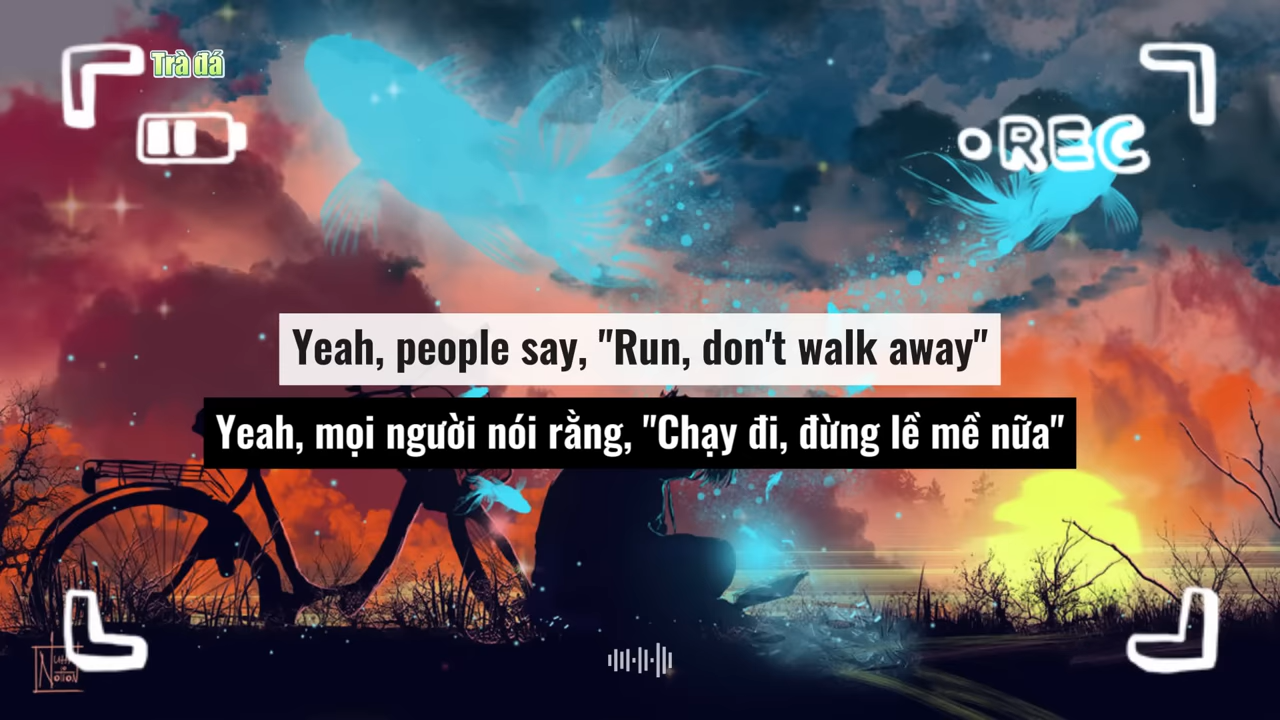 Trà đá
REC
Yeah, people say, "Run, don't walk away"
Yeah, mọi người nói rằng, "Chạy đi, đừng lề mề nữa"